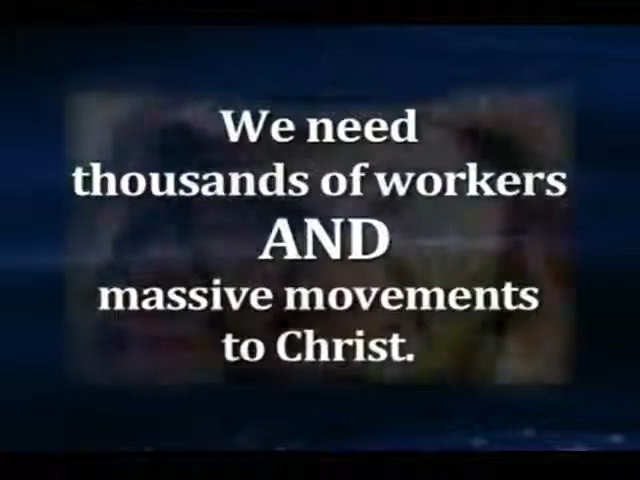 We need
thousands of workers
AND
massive movements
to Christ.